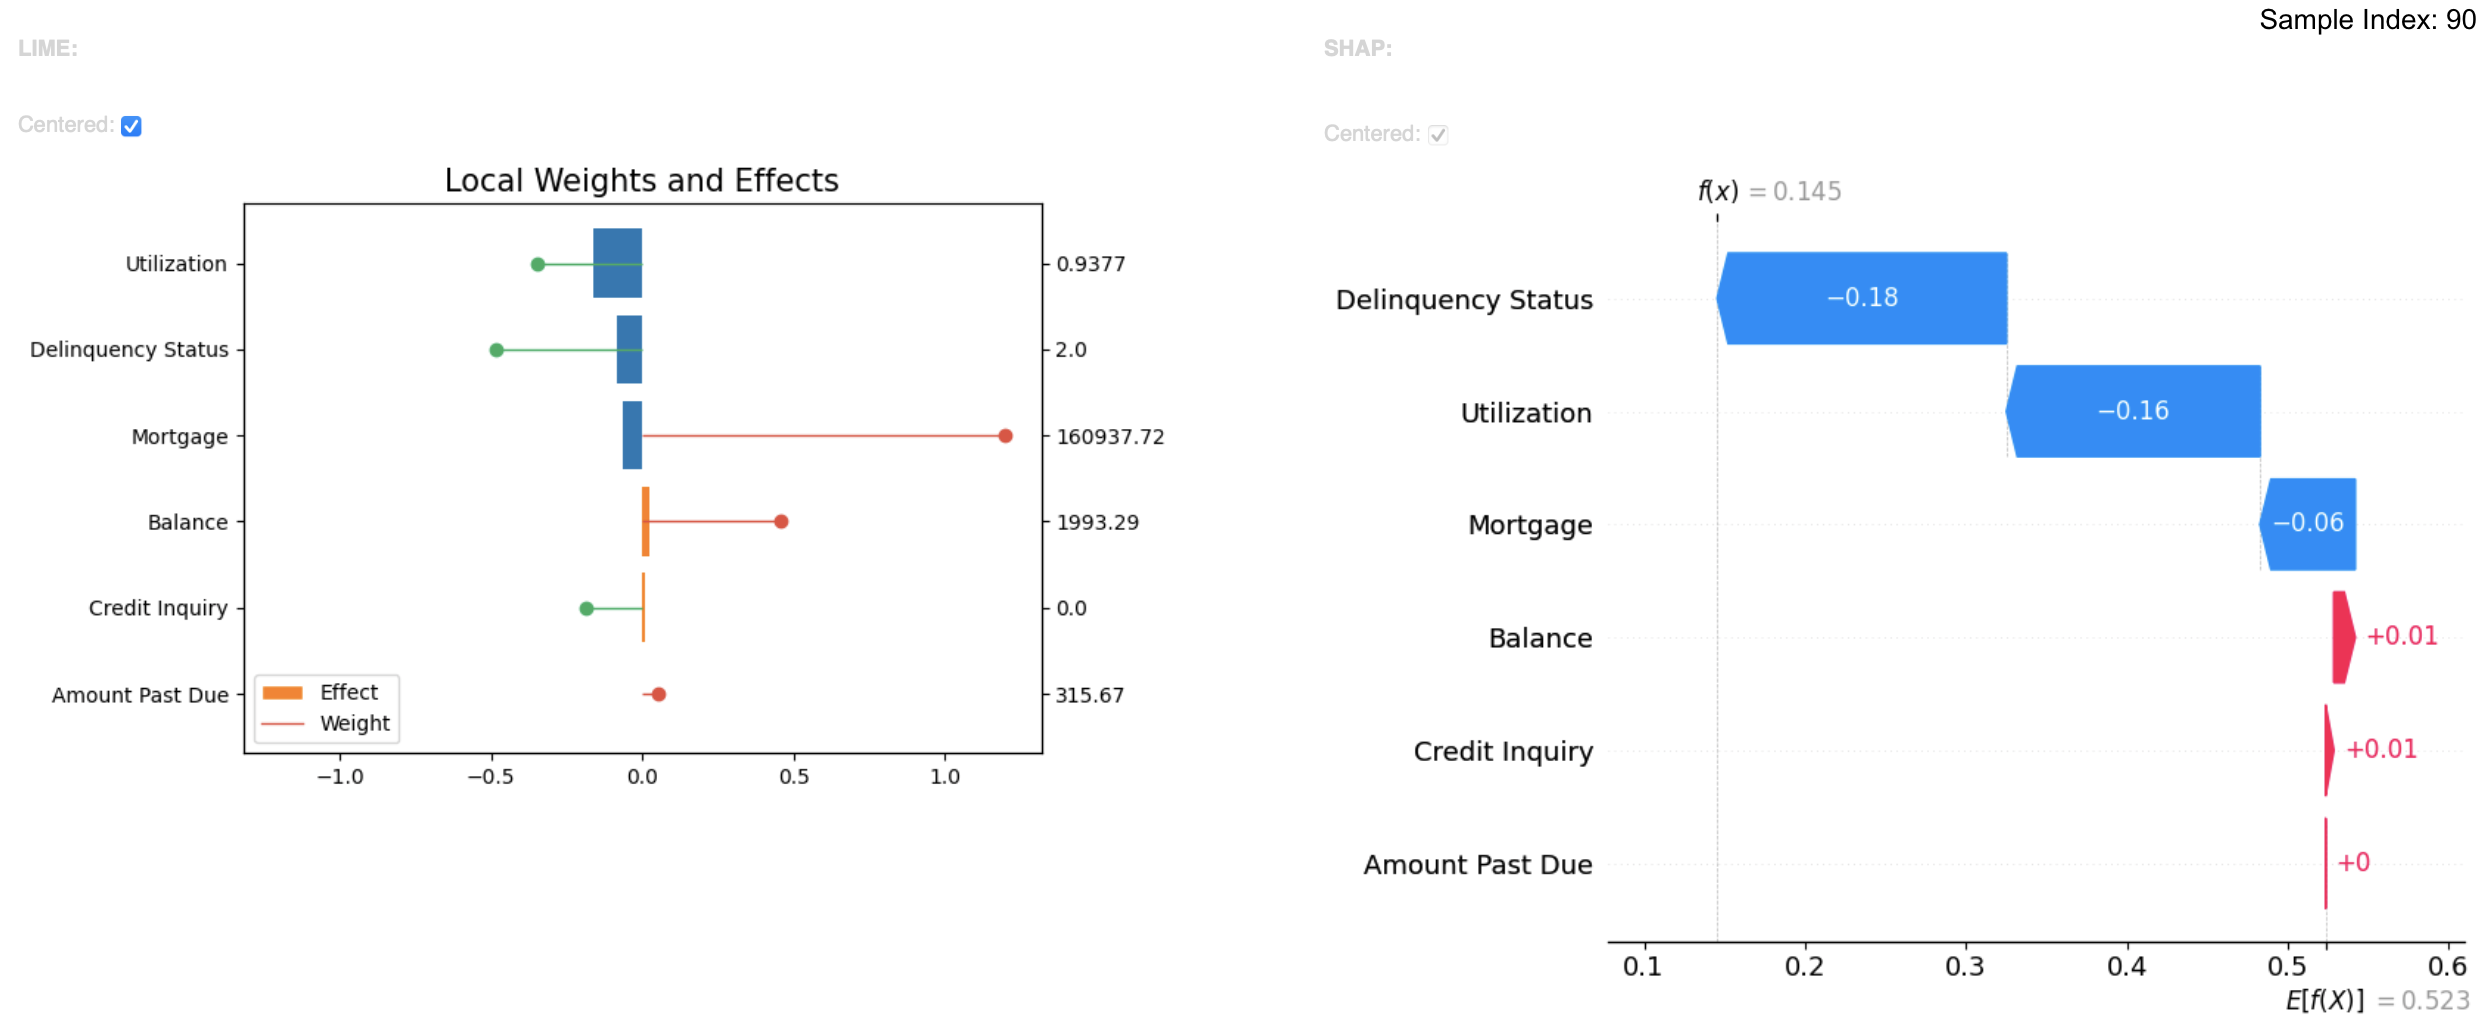 Sample Index: 90
LIME:
Centered:
Local Weights and Effects
Utilization 0.9377
Delinquency Status 2.0
Mortgage 160937.72
Balance 1993.29
Credit Inquiry 0.0
Amount Past Due 315.67
Effect
Weight
−1.0 −0.5 0.0 0.5 1.0
SHAP:
Centered:
f(x) = 0.145
Delinquency Status −0.18
Utilization −0.16
Mortgage −0.06
Balance +0.01
Credit Inquiry +0.01
Amount Past Due +0
0.1 0.2 0.3 0.4 0.5 0.6
E[f(X)] = 0.523